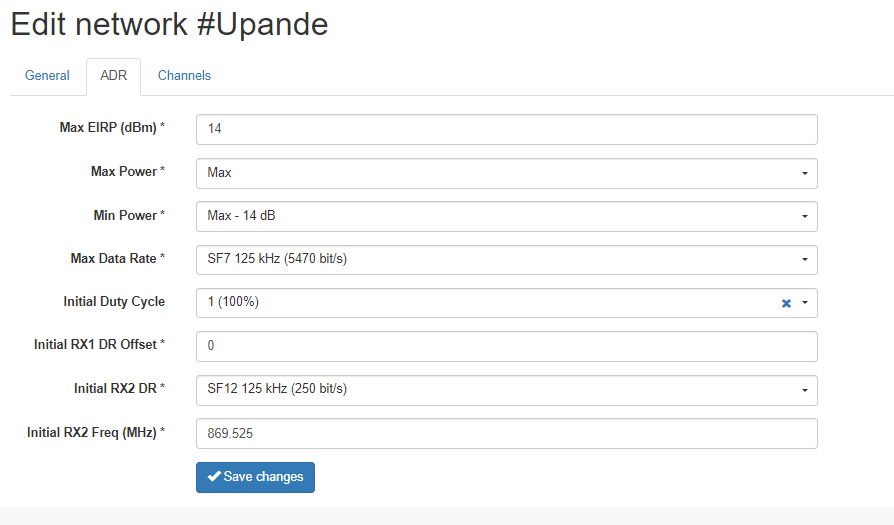 Edit network #Upande
General ADR Channels
Max EIRP (dBm) * 14
Max Power * Max
Min Power * Max - 14 dB
Max Data Rate * SF7 125 kHz (5470 bit/s)
Initial Duty Cycle 1 (100%)
Initial RX1 DR Offset * 0
Initial RX2 DR * SF12 125 kHz (250 bit/s)
Initial RX2 Freq (MHz) * 869.525
Save changes